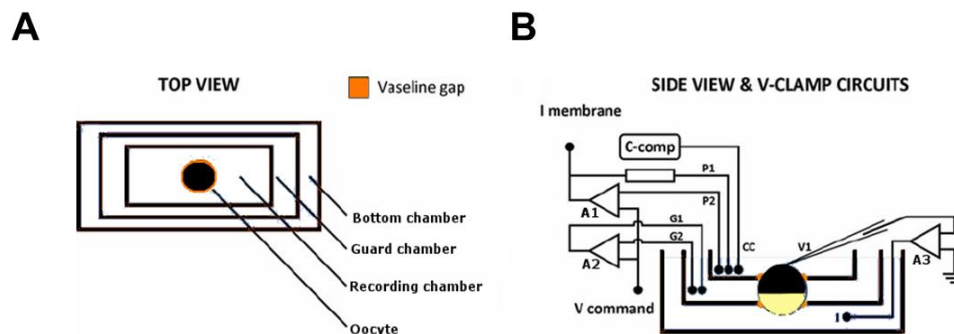 A
B
TOP VIEW
Vaseline gap
Bottom chamber
Guard chamber
Recording chamber
Oocyte
SIDE VIEW & V-CLAMP CIRCUITS
I membrane
C-comp
P1
P2
A1
G1
G2
A2
CC
V1
A3
I
V command